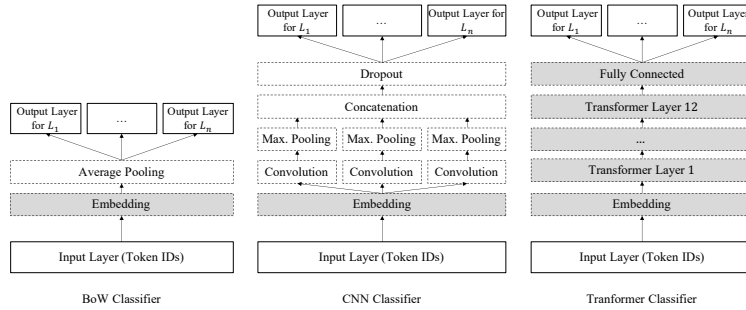 Output Layer
for L₁
...
Output Layer
for Lₙ
Average Pooling
Embedding
Input Layer (Token IDs)
BoW Classifier
Output Layer
for L₁
...
Output Layer for
Lₙ
Dropout
Concatenation
Max. Pooling
Max. Pooling
Max. Pooling
Convolution
Convolution
Convolution
Embedding
Input Layer (Token IDs)
CNN Classifier
Output Layer
for L₁
...
Output Layer
for Lₙ
Fully Connected
Transformer Layer 12
...
Transformer Layer 1
Embedding
Input Layer (Token IDs)
Tranformer Classifier